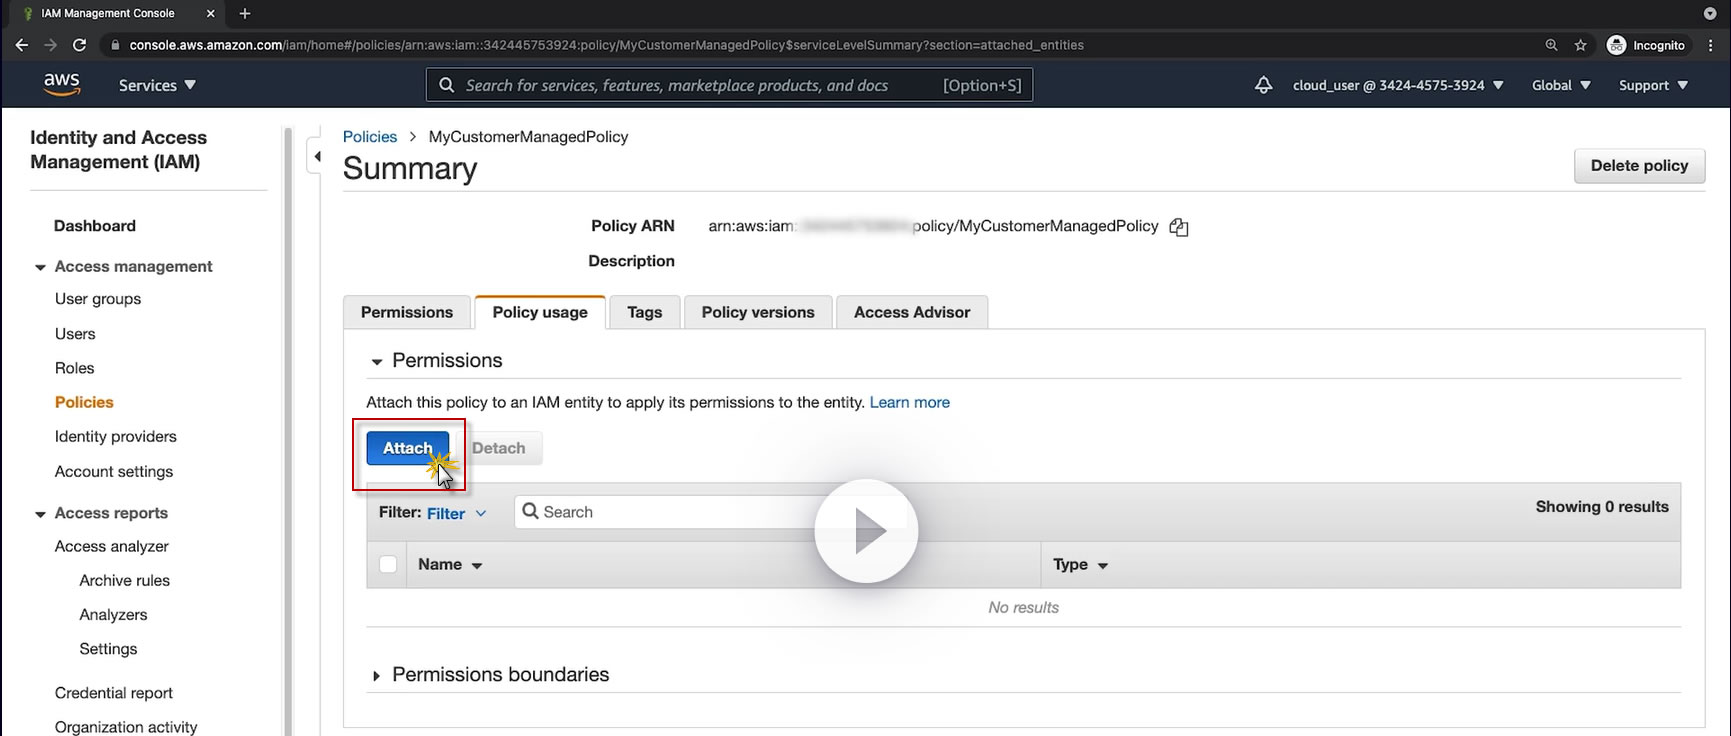 IAM Management Console
console.aws.amazon.com/iam/home#/policies/arn:aws:iam::342445753924:policy/MyCustomerManagedPolicy$serviceLevelSummary?section=attached_entities
Incognito
aws
Services
Search for services, features, marketplace products, and docs [Option+S]
cloud_user @ 3424-4575-3924
Global
Support
Identity and Access
Management (IAM)
Dashboard
Access management
User groups
Users
Roles
Policies
Identity providers
Account settings
Access reports
Access analyzer
Archive rules
Analyzers
Settings
Credential report
Organization activity
Policies > MyCustomerManagedPolicy
Summary
Delete policy
Policy ARN arn:aws:iam: policy/MyCustomerManagedPolicy
Description
Permissions Policy usage Tags Policy versions Access Advisor
Permissions
Attach this policy to an IAM entity to apply its permissions to the entity. Learn more
Attach Detach
Filter: Filter Search Showing 0 results
Name Type
No results
Permissions boundaries